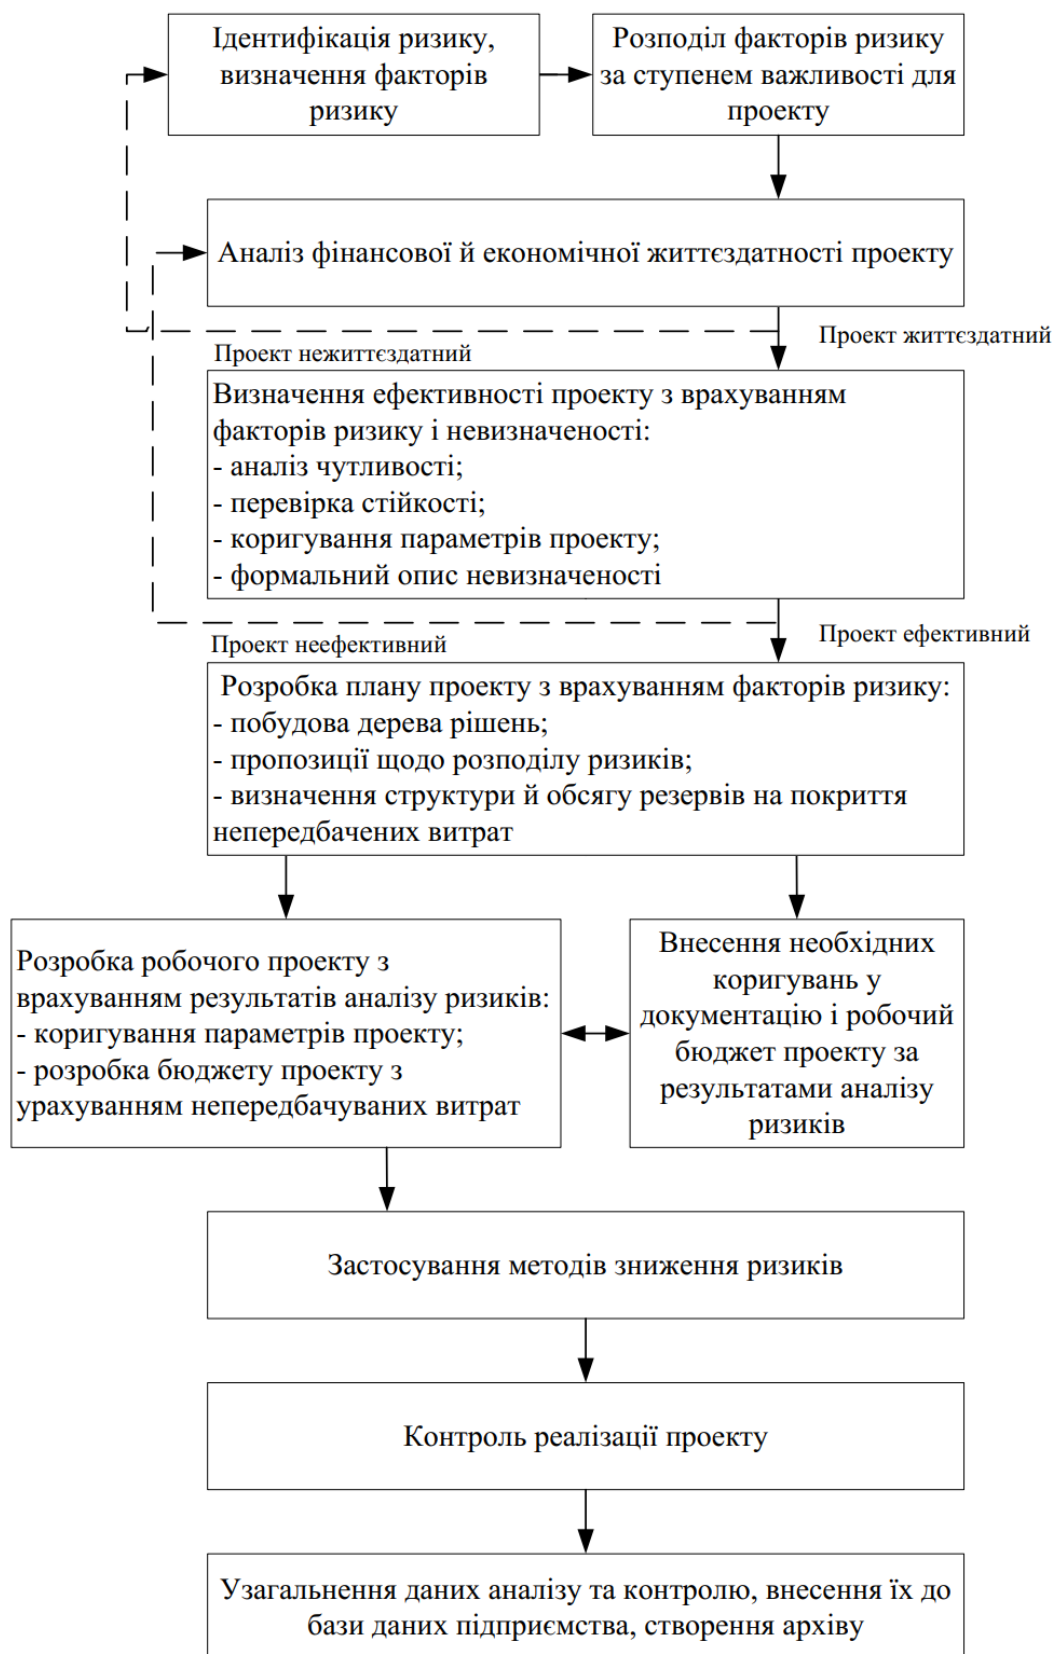 Ідентифікація ризику,
визначення факторів
ризику
Розподіл факторів ризику
за ступенем важливості для
проекту
Аналіз фінансової й економічної життєздатності проекту
Проект життєздатний
Проект нежиттєздатний
Визначення ефективності проекту з врахуванням
факторів ризику і невизначеності:
- аналіз чутливості;
- перевірка стійкості;
- коригування параметрів проекту;
- формальний опис невизначеності
Проект ефективний
Проект неефективний
Розробка плану проекту з врахуванням факторів ризику:
- побудова дерева рішень;
- пропозиції щодо розподілу ризиків;
- визначення структури й обсягу резервів на покриття
непередбачених витрат
Розробка робочого проекту з
врахуванням результатів аналізу ризиків:
- коригування параметрів проекту;
- розробка бюджету проекту з
урахуванням непередбачуваних витрат
Внесення необхідних
коригувань у
документацію і робочий
бюджет проекту за
результатами аналізу
ризиків
Застосування методів зниження ризиків
Контроль реалізації проекту
Узагальнення даних аналізу та контролю, внесення їх до
бази даних підприємства, створення архіву